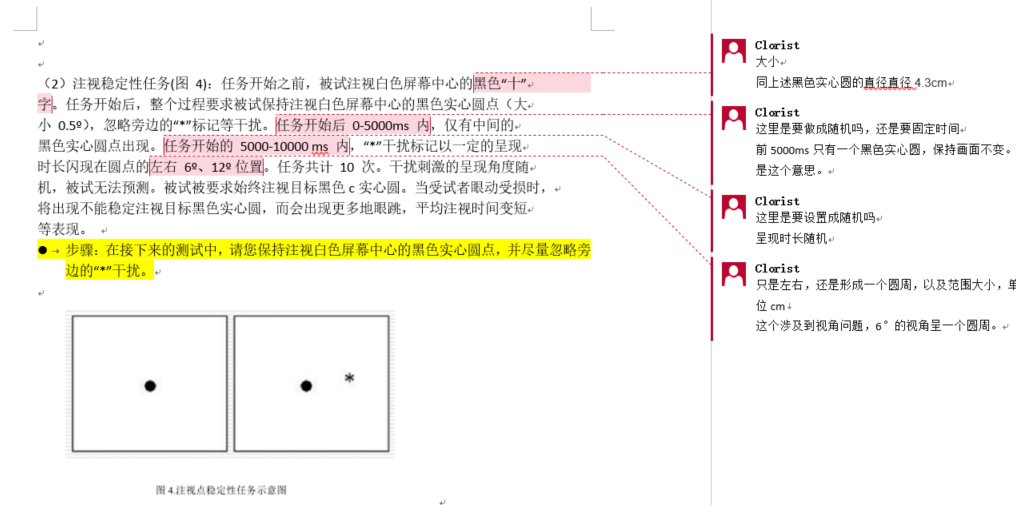 （2）注视稳定性任务(图 4)：任务开始之前，被试注视白色屏幕中心的黑色“十”
字。任务开始后，整个过程要求被试保持注视白色屏幕中心的黑色实心圆点（大
小 0.5º），忽略旁边的“*”标记等干扰。任务开始后 0-5000ms 内，仅有中间的
黑色实心圆点出现。任务开始的 5000-10000 ms 内，“*”干扰标记以一定的呈现
时长闪现在圆点的左右 6º、12º 位置。任务共计 10 次。干扰刺激的呈现角度随
机，被试无法预测。被试被要求始终注视目标黑色 c 实心圆。当受试者眼动受损时，
将出现不能稳定注视目标黑色实心圆，而会出现更多地眼跳，平均注视时间变短
等表现。
● → 步骤：在接下来的测试中，请您保持注视白色屏幕中心的黑色实心圆点，并尽量忽略旁
边的“*”干扰。
*
图 4.注视点稳定性任务示意图
Clorist
大小
同上述黑色实心圆的直径直径 4.3cm
Clorist
这里是要做成随机吗，还是要固定时间
前 5000ms 只有一个黑色实心圆，保持画面不变。
是这个意思。
Clorist
这里是要设置成随机吗
呈现时长随机
Clorist
只是左右，还是形成一个圆周，以及范围大小，单
位 cm
这个涉及到视角问题，6°的视角呈一个圆周。